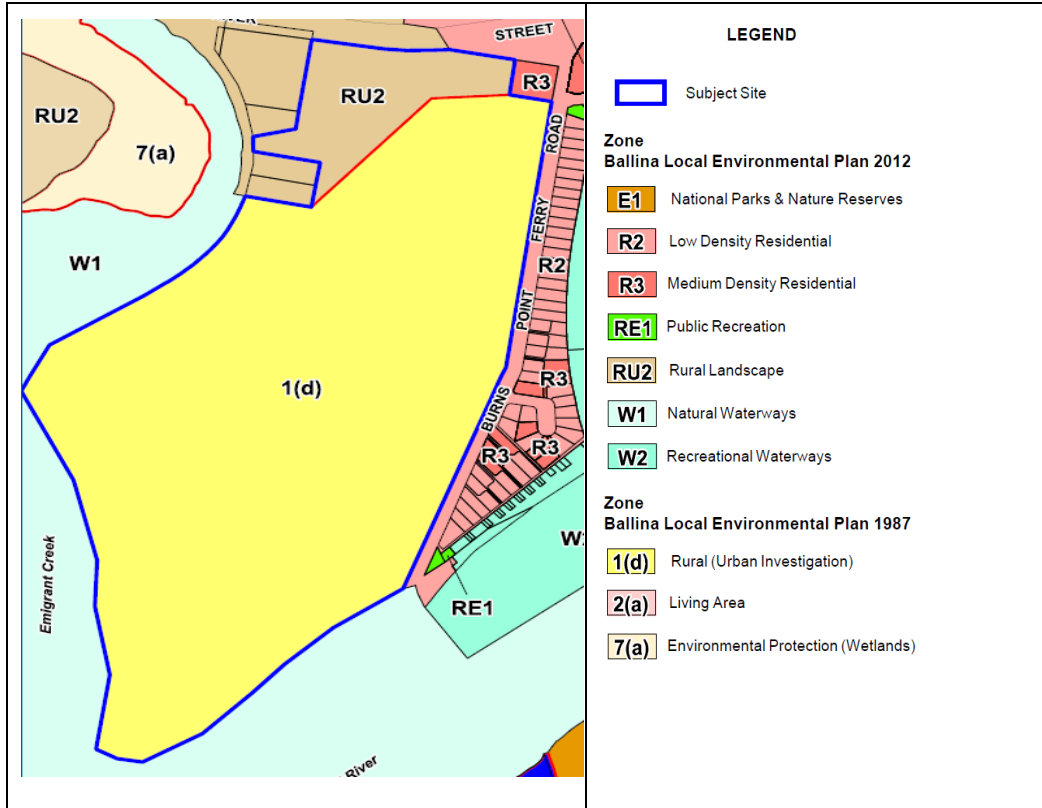 STREET
R3
RU2
RU2
7(a)
ROAD
FERRY
W1
R2
POINT
1(d)
R3
BURNS
R3
R3
Emigrant Creek
RE1
River
LEGEND
Subject Site
Zone
Ballina Local Environmental Plan 2012
E1 National Parks & Nature Reserves
R2 Low Density Residential
R3 Medium Density Residential
RE1 Public Recreation
RU2 Rural Landscape
W1 Natural Waterways
W2 Recreational Waterways
Zone
Ballina Local Environmental Plan 1987
1(d) Rural (Urban Investigation)
2(a) Living Area
7(a) Environmental Protection (Wetlands)